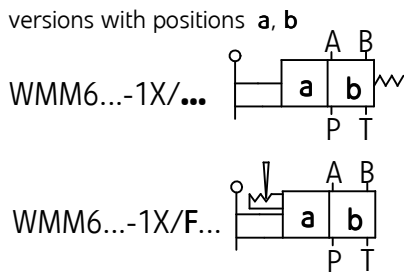 versions with positions a, b
A B
WMM6...-1X/...
a b
P T
A B
WMM6...-1X/F...
a b
P T